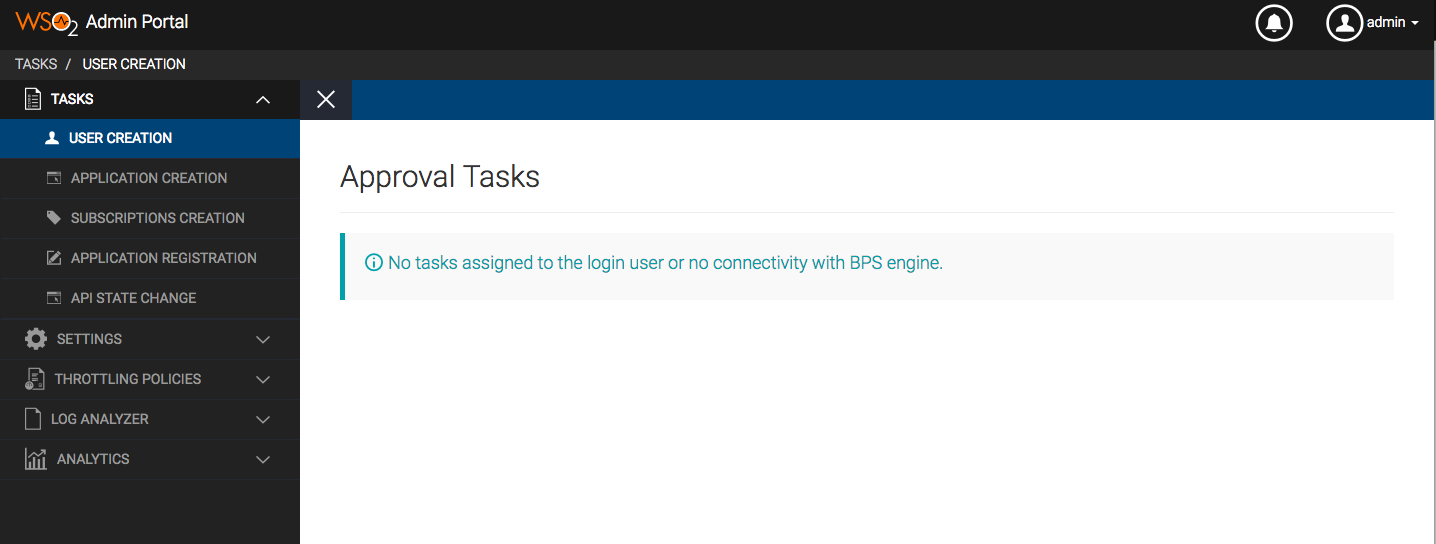 WSO2 Admin Portal
admin
TASKS / USER CREATION
TASKS
USER CREATION
APPLICATION CREATION
SUBSCRIPTIONS CREATION
APPLICATION REGISTRATION
API STATE CHANGE
SETTINGS
THROTTLING POLICIES
LOG ANALYZER
ANALYTICS
Approval Tasks
No tasks assigned to the login user or no connectivity with BPS engine.